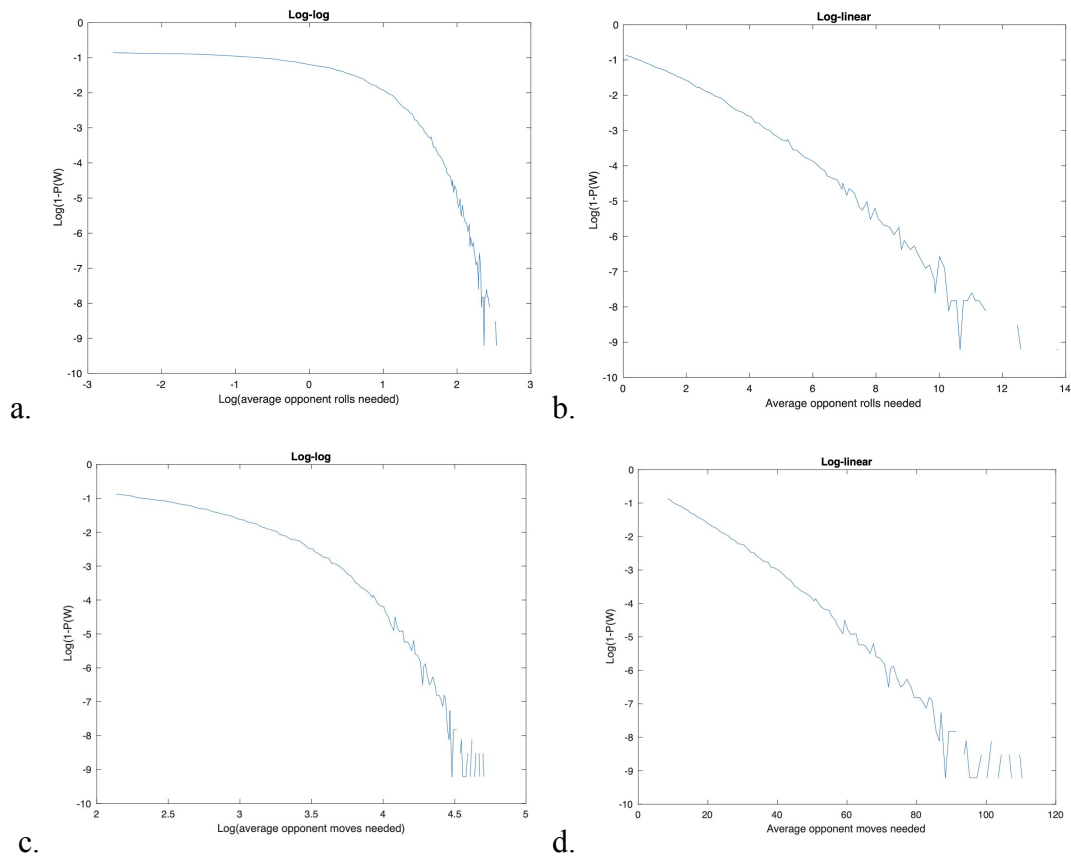 Log-log
0
-1
-2
-3
-4
-5
-6
-7
-8
-9
-10
Log(1-P(W)
-3 -2 -1 0 1 2 3
Log(average opponent rolls needed)
a.
Log-linear
0
-1
-2
-3
-4
-5
-6
-7
-8
-9
-10
Log(1-P(W)
0 2 4 6 8 10 12 14
Average opponent rolls needed
b.
Log-log
0
-1
-2
-3
-4
-5
-6
-7
-8
-9
-10
Log(1-P(W)
2 2.5 3 3.5 4 4.5 5
Log(average opponent moves needed)
c.
Log-linear
0
-1
-2
-3
-4
-5
-6
-7
-8
-9
-10
Log(1-P(W)
0 20 40 60 80 100 120
Average opponent moves needed
d.